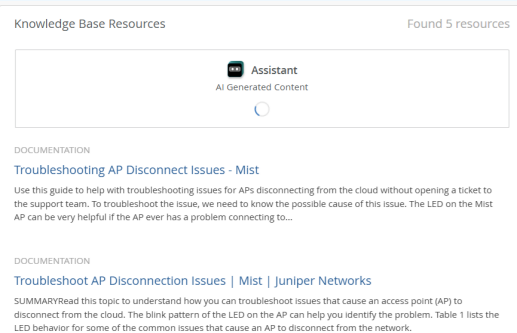 Knowledge Base Resources
Found 5 resources
Assistant
AI Generated Content
DOCUMENTATION
Troubleshooting AP Disconnect Issues - Mist
Use this guide to help with troubleshooting issues for APs disconnecting from the cloud without opening a ticket to
the support team. To troubleshoot the issue, we need to know the possible cause of this issue. The LED on the Mist
AP can be very helpful if the AP ever has a problem connecting to...
DOCUMENTATION
Troubleshoot AP Disconnection Issues | Mist | Juniper Networks
SUMMARYRead this topic to understand how you can troubleshoot issues that cause an access point (AP) to
disconnect from the cloud. The blink pattern of the LED on the AP can help you identify the problem. Table 1 lists the
LED behavior for some of the common issues that cause an AP to disconnect from the network.